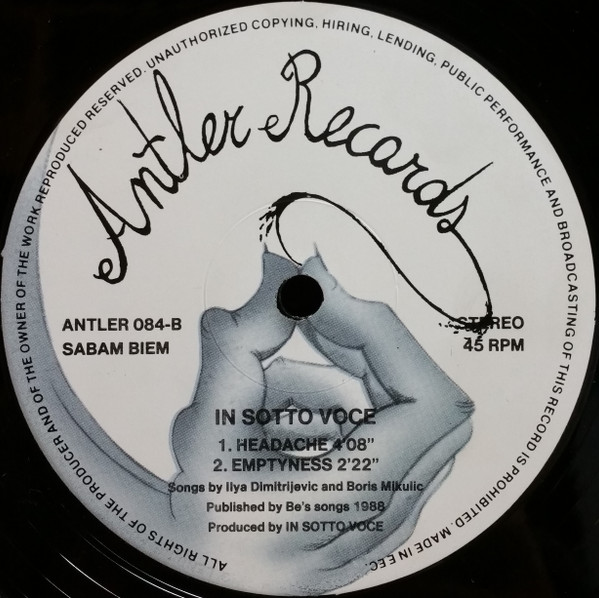 ALL RIGHTS OF THE PRODUCER AND OF THE OWNER OF THE WORK REPRODUCED RESERVED. UNAUTHORIZED COPYING, HIRING, LENDING, PUBLIC PERFORMANCE AND BROADCASTING OF THIS RECORD IS PROHIBITED. MADE IN EEC.
Antler Records
ANTLER 084-B
SABAM BIEM
STEREO
45 RPM
IN SOTTO VOCE
1. HEADACHE 4'08"
2. EMPTYNESS 2'22"
Songs by Ilya Dimitrijevic and Boris Mikulic
Published by Be's songs 1988
Produced by IN SOTTO VOCE